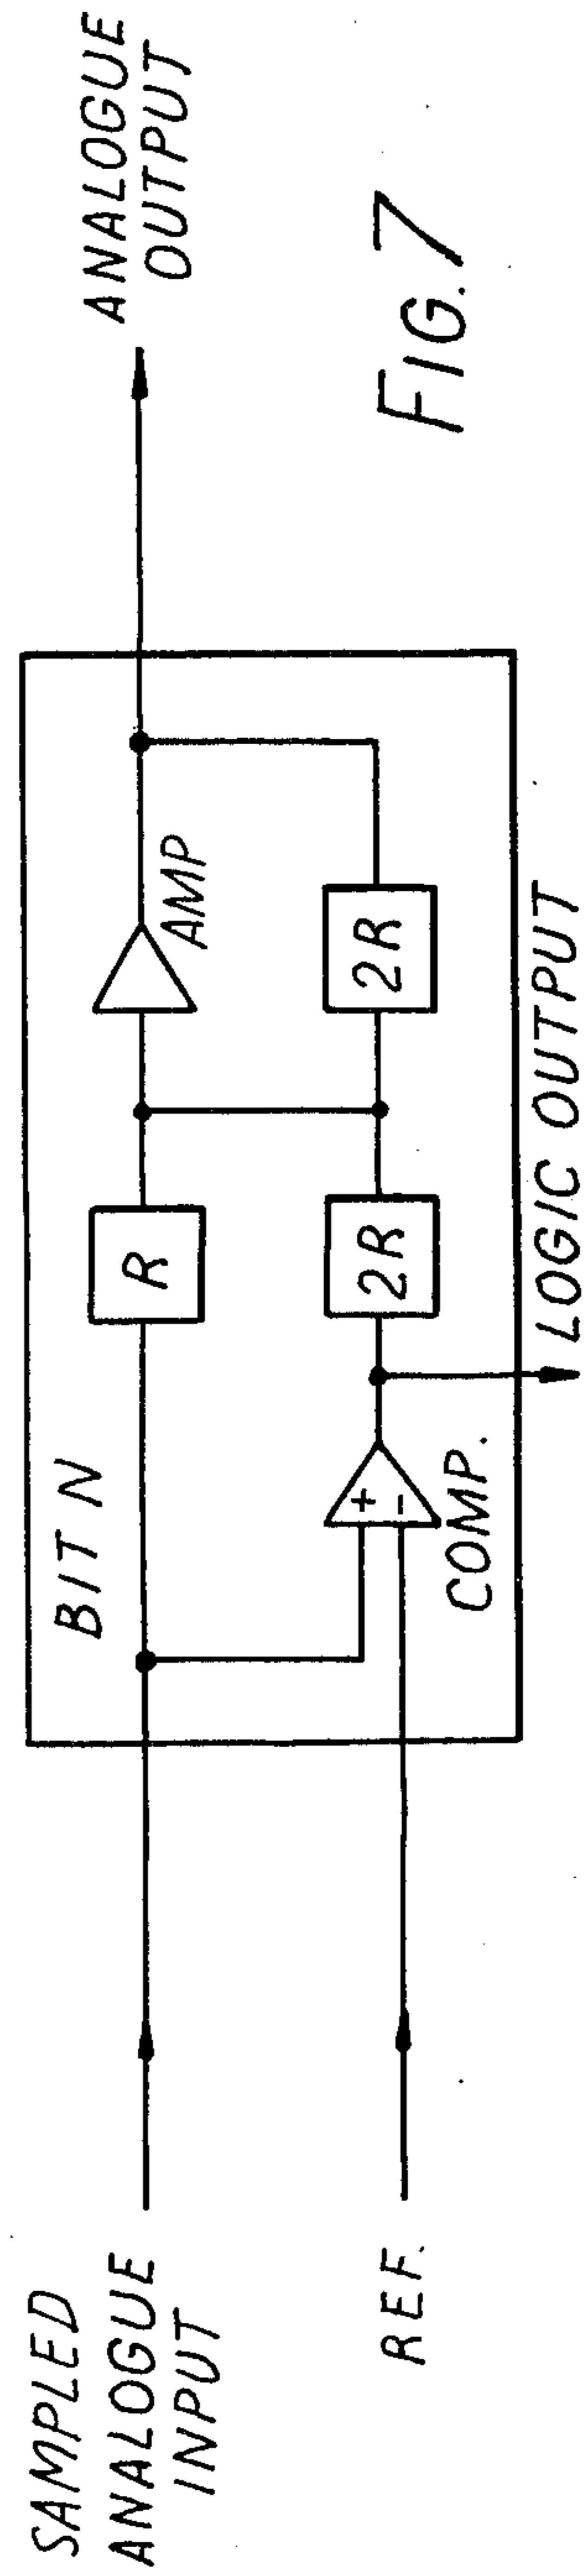 SAMPLED
ANALOGUE
INPUT
REF.
BIT N
R
AMP
+
-
COMP.
2R
2R
LOGIC OUTPUT
ANALOGUE
OUTPUT
FIG. 7